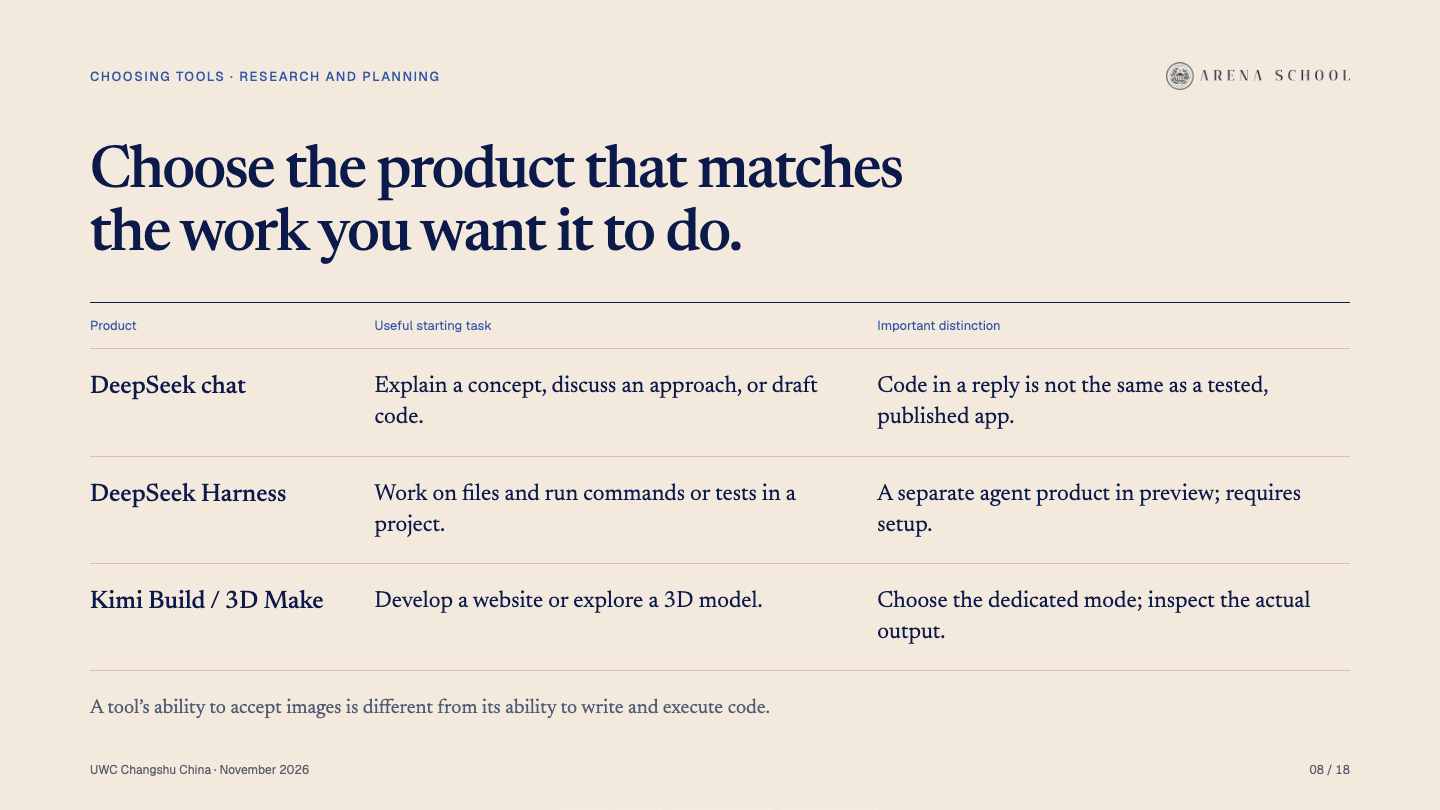 CHOOSING TOOLS · RESEARCH AND PLANNING
ARENA SCHOOL
Choose the product that matches
the work you want it to do.
Product
Useful starting task
Important distinction
DeepSeek chat
Explain a concept, discuss an approach, or draft
code.
Code in a reply is not the same as a tested,
published app.
DeepSeek Harness
Work on files and run commands or tests in a
project.
A separate agent product in preview; requires
setup.
Kimi Build / 3D Make
Develop a website or explore a 3D model.
Choose the dedicated mode; inspect the actual
output.
A tool’s ability to accept images is different from its ability to write and execute code.
UWC Changshu China · November 2026
08 / 18